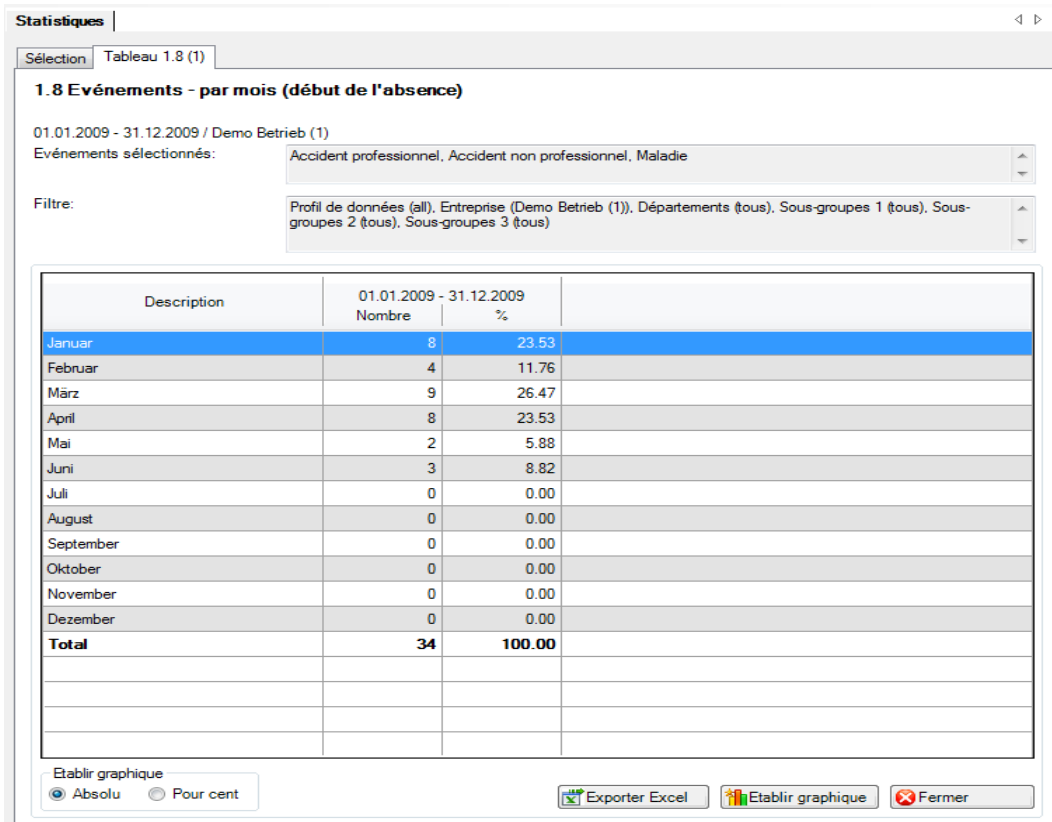 Statistiques
Sélection Tableau 1.8 (1)
1.8 Evénements - par mois (début de l'absence)
01.01.2009 - 31.12.2009 / Demo Betrieb (1)
Evénements sélectionnés: Accident professionnel, Accident non professionnel, Maladie
Filtre: Profil de données (all), Entreprise (Demo Betrieb (1)), Départements (tous), Sous-groupes 1 (tous), Sous-
groupes 2 (tous), Sous-groupes 3 (tous)
Description 01.01.2009 - 31.12.2009
Nombre %
Januar 8 23.53
Februar 4 11.76
März 9 26.47
April 8 23.53
Mai 2 5.88
Juni 3 8.82
Juli 0 0.00
August 0 0.00
September 0 0.00
Oktober 0 0.00
November 0 0.00
Dezember 0 0.00
Total 34 100.00
Etablir graphique
Absolu Pour cent Exporter Excel Etablir graphique Fermer